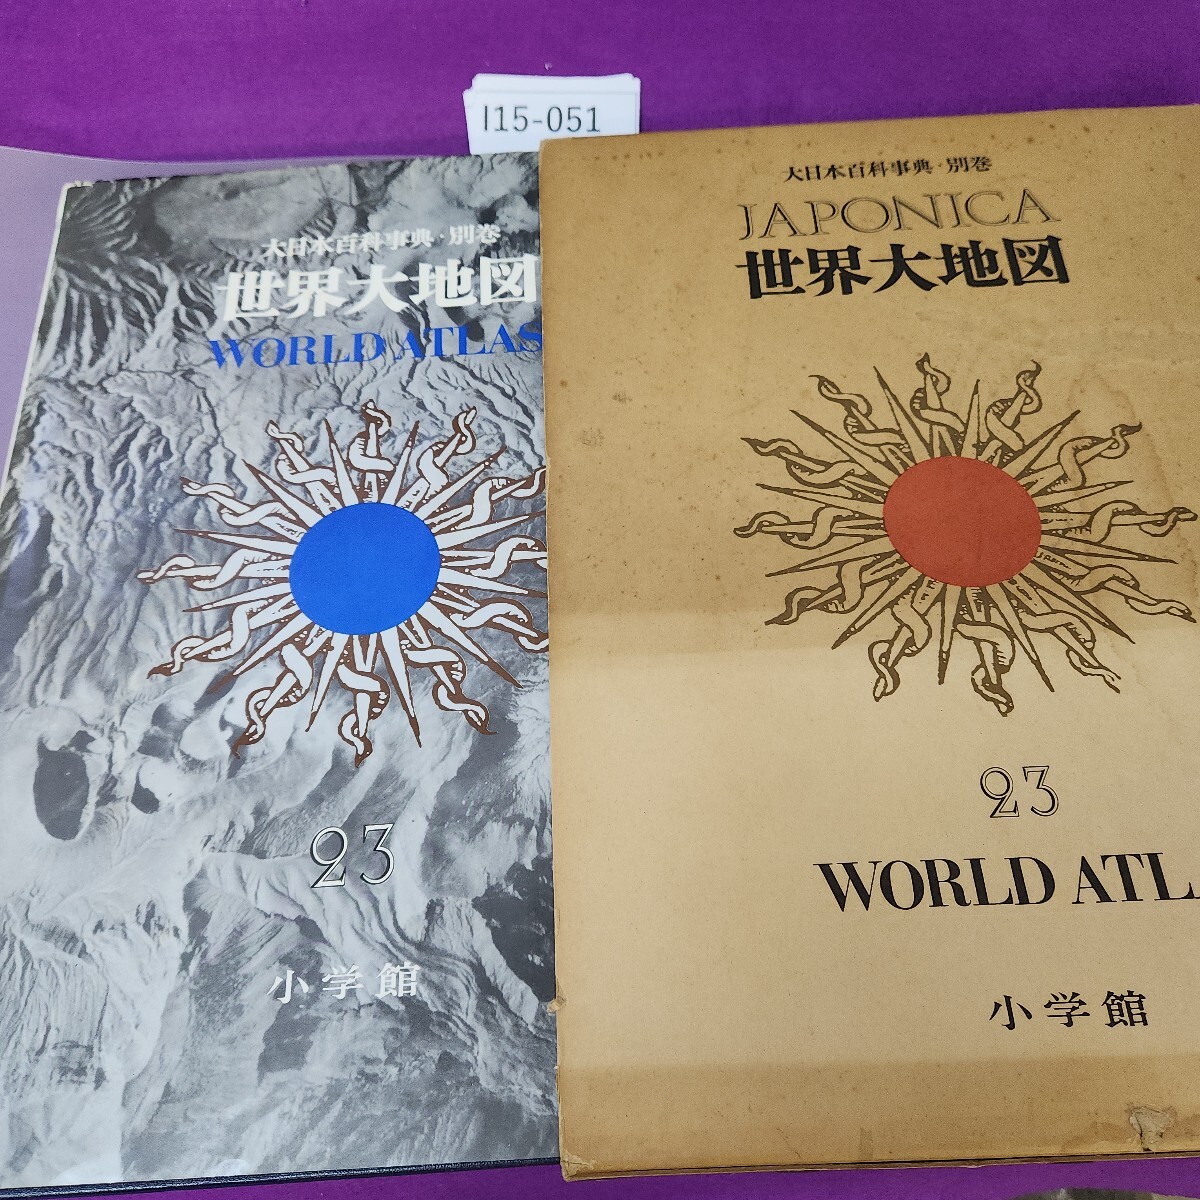 I15-051
大日本百科事典・別巻
世界大地図
WORLD ATLAS
23
小学館
大日本百科事典・別巻
JAPONICA
世界大地図
23
WORLD ATL
小学館